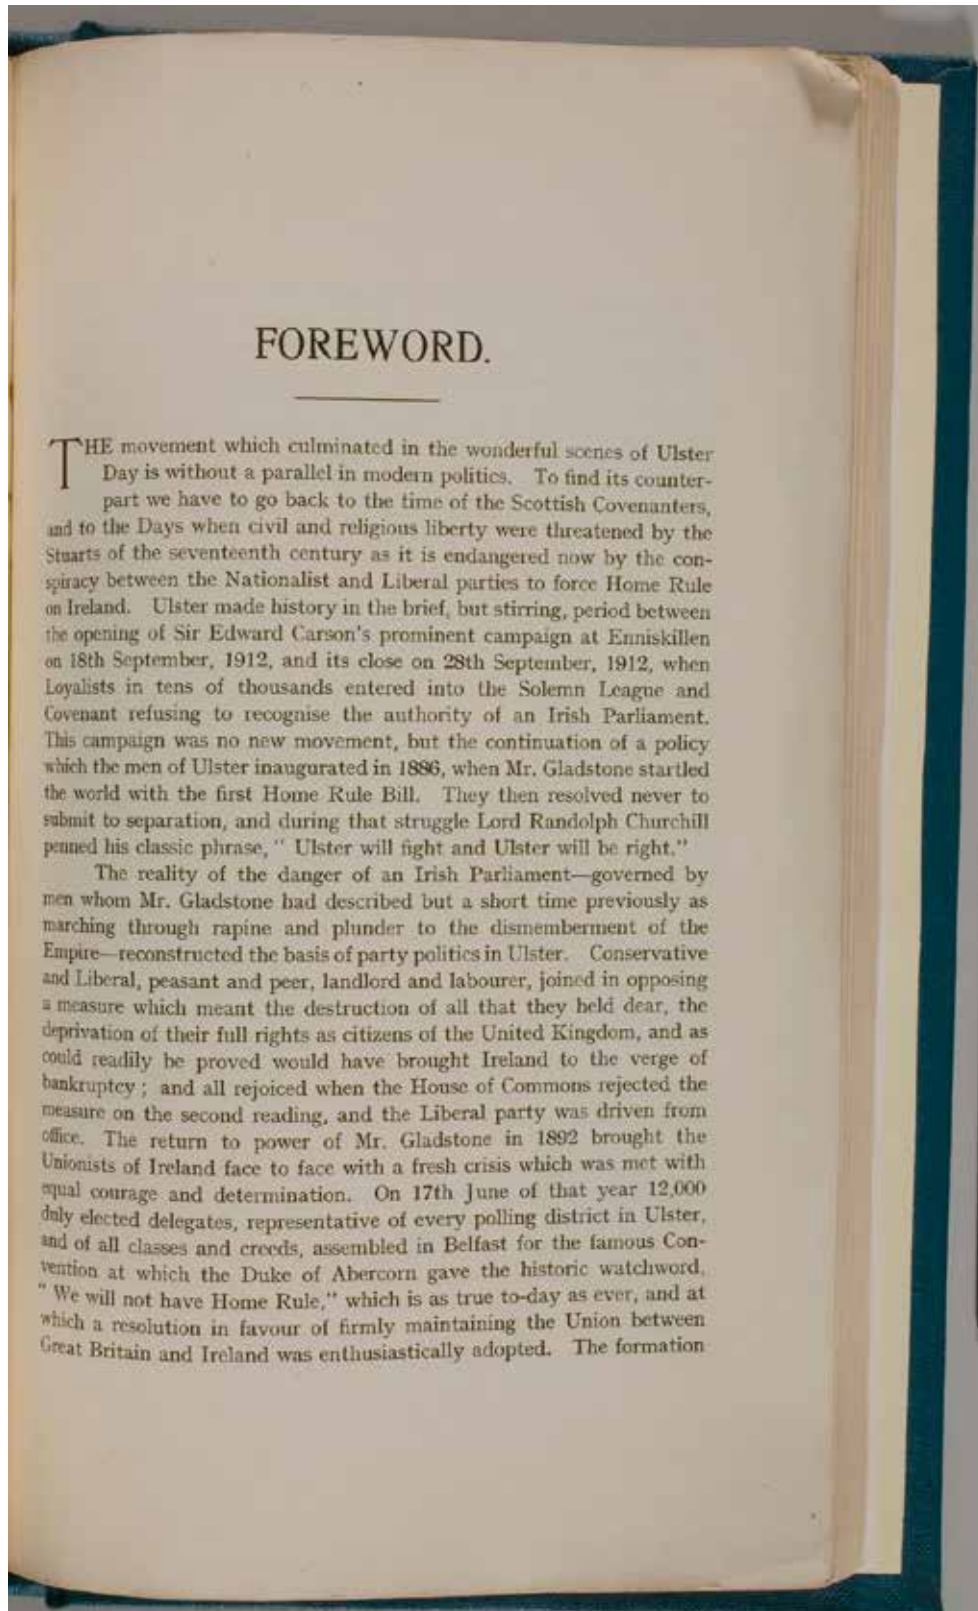 FOREWORD.
THE movement which culminated in the wonderful scenes of Ulster
Day is without a parallel in modern politics. To find its counter-
part we have to go back to the time of the Scottish Covenanters,
and to the Days when civil and religious liberty were threatened by the
Stuarts of the seventeenth century as it is endangered now by the con-
spiracy between the Nationalist and Liberal parties to force Home Rule
on Ireland. Ulster made history in the brief, but stirring, period between
the opening of Sir Edward Carson's prominent campaign at Enniskillen
on 18th September, 1912, and its close on 28th September, 1912, when
Loyalists in tens of thousands entered into the Solemn League and
Covenant refusing to recognise the authority of an Irish Parliament.
This campaign was no new movement, but the continuation of a policy
which the men of Ulster inaugurated in 1886, when Mr. Gladstone startled
the world with the first Home Rule Bill. They then resolved never to
submit to separation, and during that struggle Lord Randolph Churchill
penned his classic phrase, " Ulster will fight and Ulster will be right."
The reality of the danger of an Irish Parliament—governed by
men whom Mr. Gladstone had described but a short time previously as
marching through rapine and plunder to the dismemberment of the
Empire—reconstructed the basis of party politics in Ulster. Conservative
and Liberal, peasant and peer, landlord and labourer, joined in opposing
a measure which meant the destruction of all that they held dear, the
deprivation of their full rights as citizens of the United Kingdom, and as
could readily be proved would have brought Ireland to the verge of
bankruptcy ; and all rejoiced when the House of Commons rejected the
measure on the second reading, and the Liberal party was driven from
office. The return to power of Mr. Gladstone in 1892 brought the
Unionists of Ireland face to face with a fresh crisis which was met with
equal courage and determination. On 17th June of that year 12,000
duly elected delegates, representative of every polling district in Ulster,
and of all classes and creeds, assembled in Belfast for the famous Con-
vention at which the Duke of Abercorn gave the historic watchword,
" We will not have Home Rule," which is as true to-day as ever, and at
which a resolution in favour of firmly maintaining the Union between
Great Britain and Ireland was enthusiastically adopted. The formation